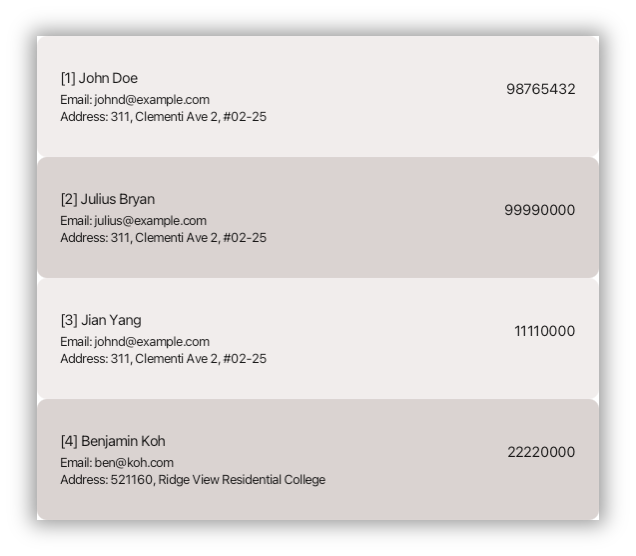 [1] John Doe
98765432
Email: johnd@example.com
Address: 311, Clementi Ave 2, #02-25
[2] Julius Bryan
99990000
Email: julius@example.com
Address: 311, Clementi Ave 2, #02-25
[3] Jian Yang
11110000
Email: johnd@example.com
Address: 311, Clementi Ave 2, #02-25
[4] Benjamin Koh
22220000
Email: ben@koh.com
Address: 521160, Ridge View Residential College